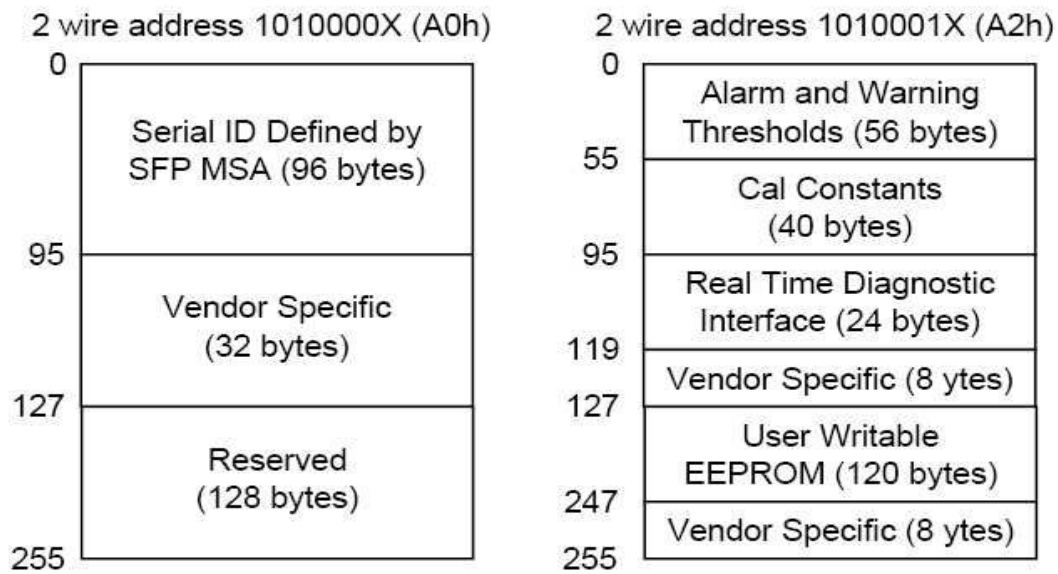 2 wire address 1010000X (A0h)
0
Serial ID Defined by
SFP MSA (96 bytes)
95
Vendor Specific
(32 bytes)
127
Reserved
(128 bytes)
255
2 wire address 1010001X (A2h)
0
Alarm and Warning
Thresholds (56 bytes)
55
Cal Constants
(40 bytes)
95
Real Time Diagnostic
Interface (24 bytes)
119
Vendor Specific (8 ytes)
127
User Writable
EEPROM (120 bytes)
247
Vendor Specific (8 ytes)
255